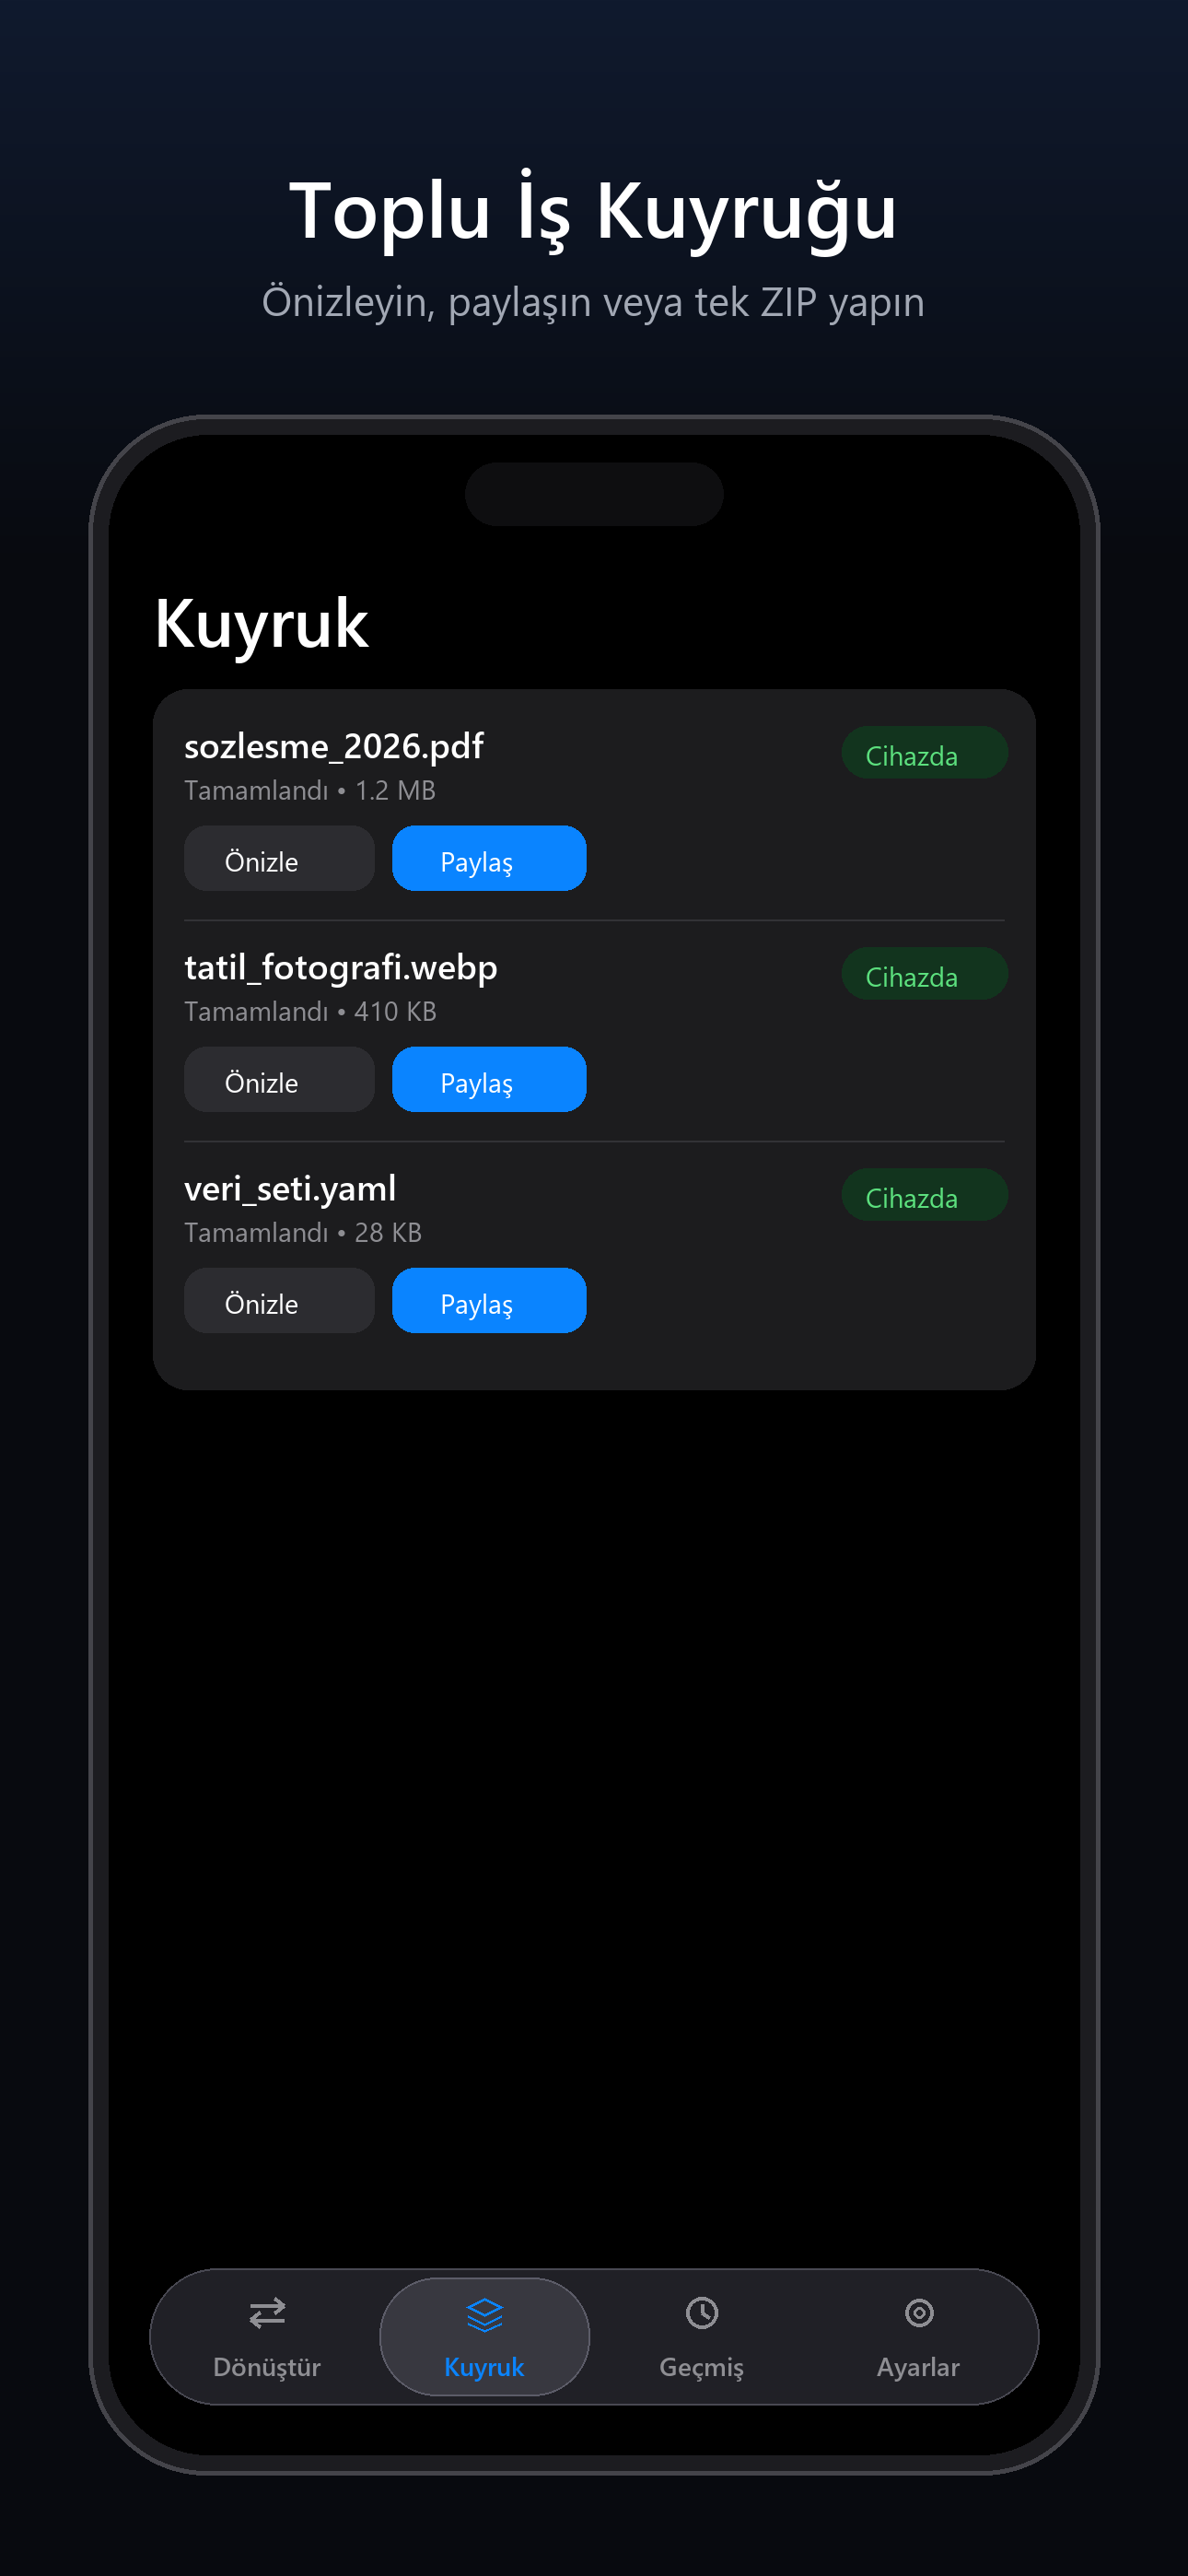 Toplu İş Kuyruğu
Önizleyin, paylaşın veya tek ZIP yapın
Kuyruk
sozlesme_2026.pdf
Cihazda
Tamamlandı • 1.2 MB
Önizle
Paylaş
tatil_fotografi.webp
Cihazda
Tamamlandı • 410 KB
Önizle
Paylaş
veri_seti.yaml
Cihazda
Tamamlandı • 28 KB
Önizle
Paylaş
Dönüştür
Kuyruk
Geçmiş
Ayarlar